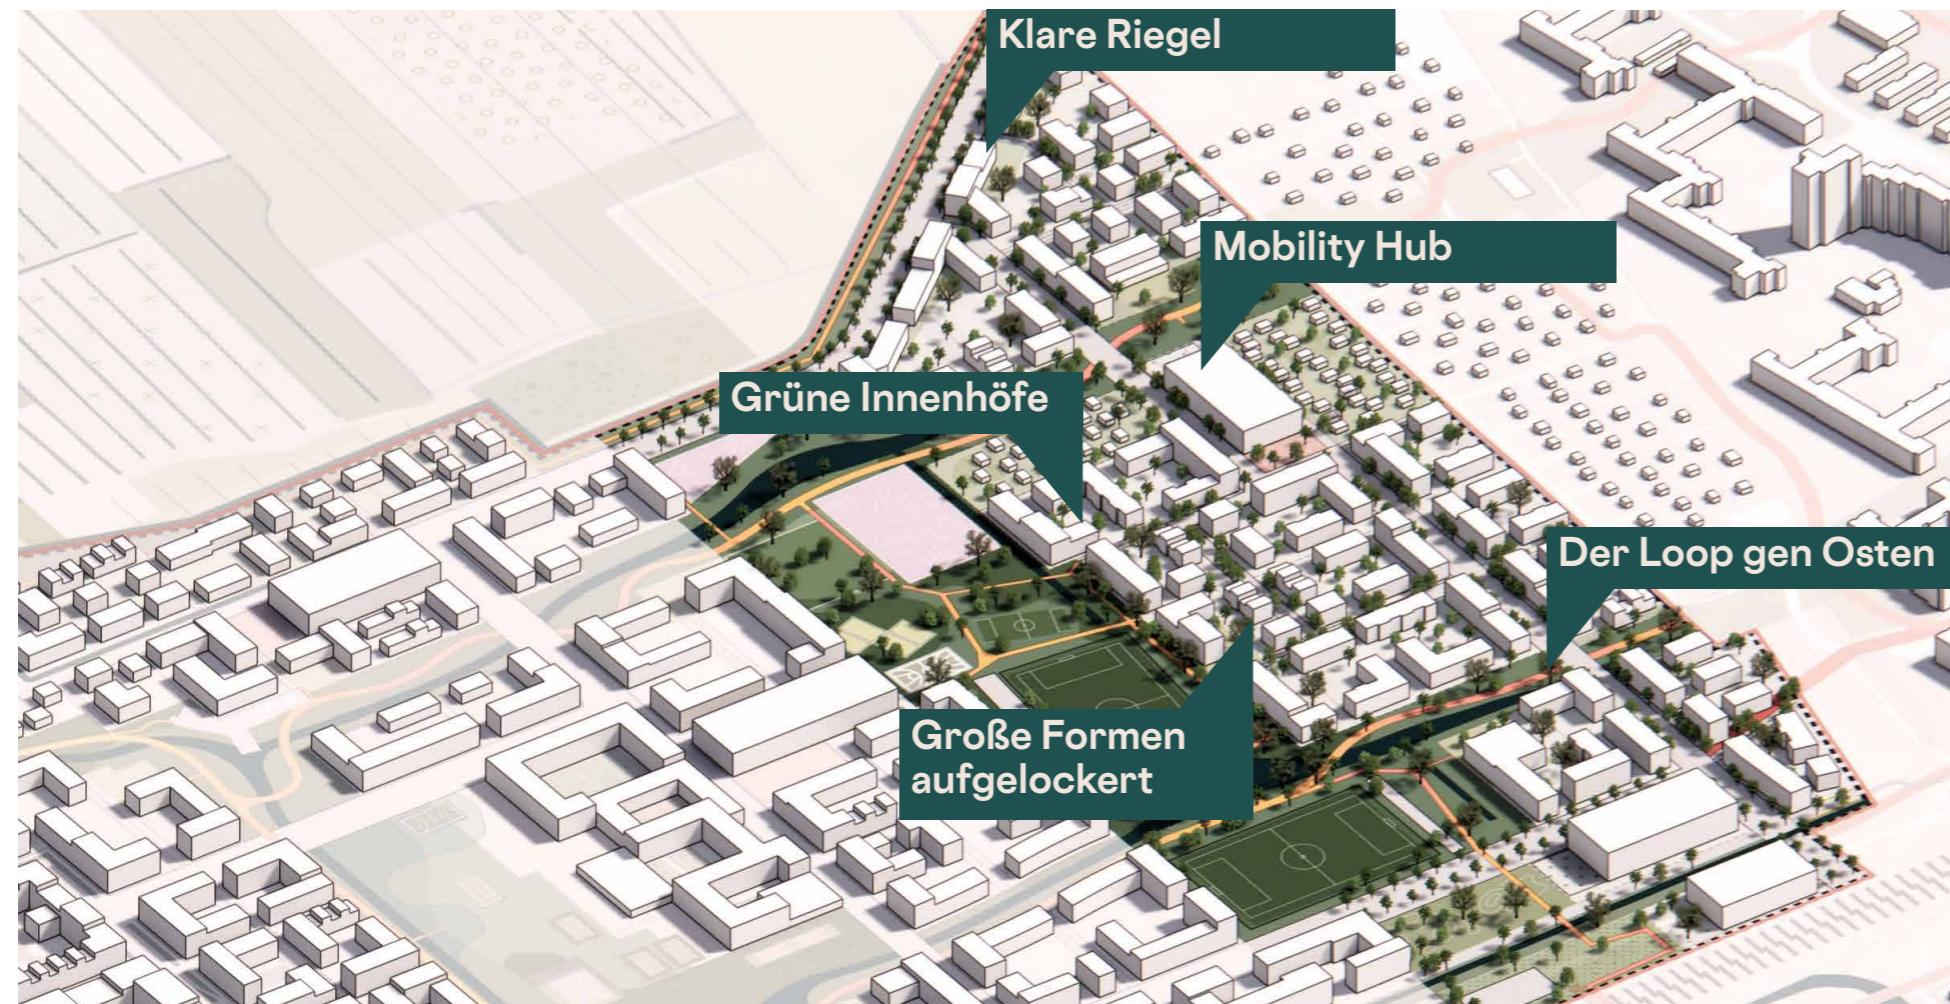 Klare Riegel
Mobility Hub
Grüne Innenhöfe
Der Loop gen Osten
Große Formen
aufgelockert